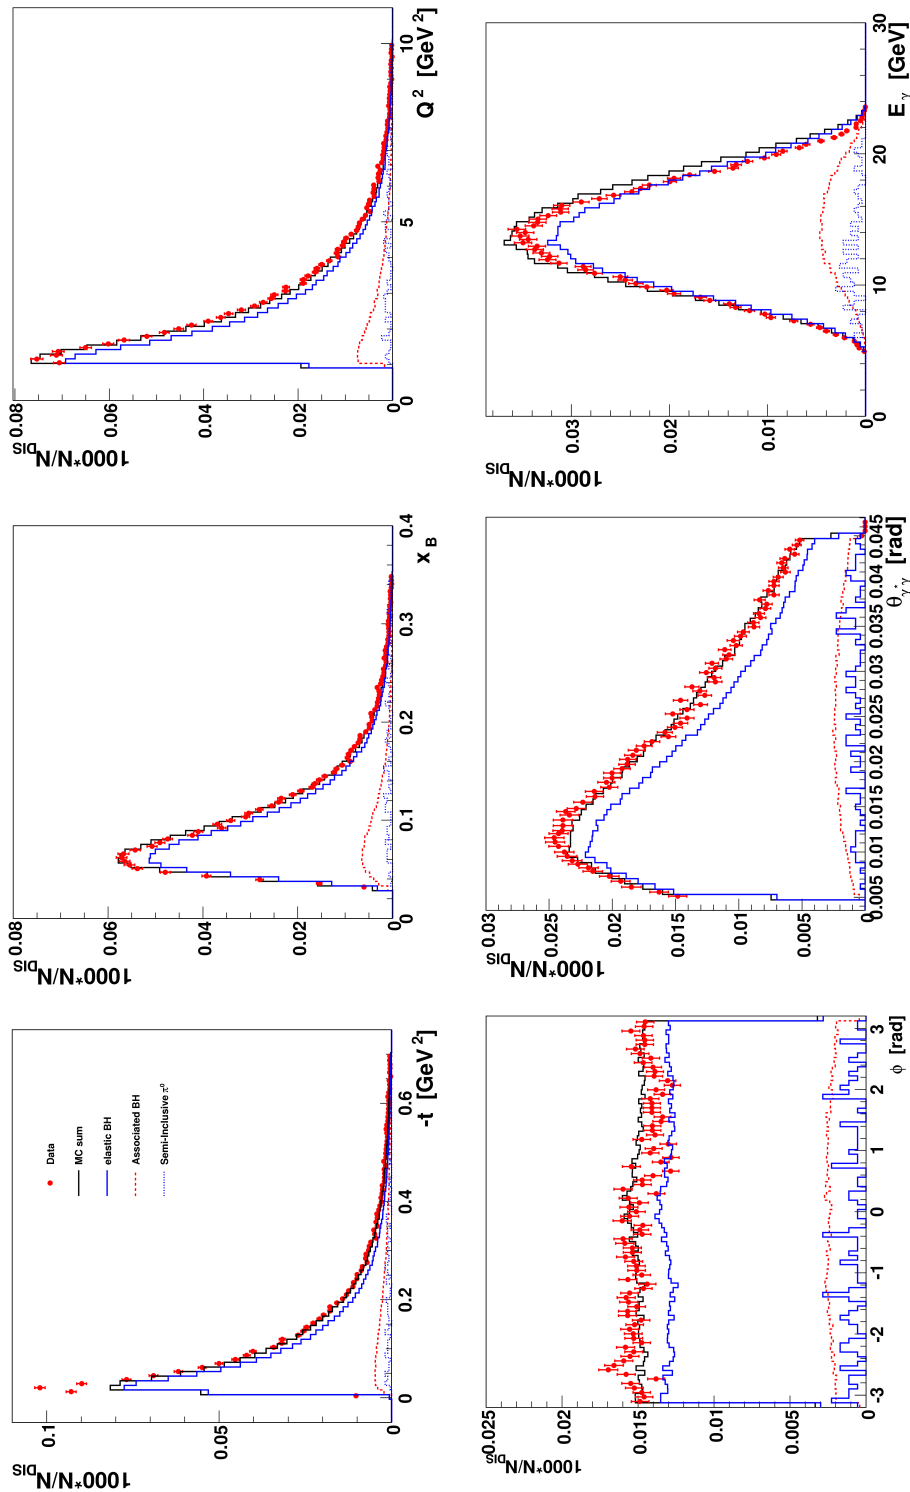 1000*N/N_DIS
0.1
0.05
0
0 0.2 0.4 0.6
-t [GeV²]
Data
MC sum
elastic BH
Associated BH
Semi-Inclusive π⁰
1000*N/N_DIS
0.08
0.06
0.04
0.02
0
0 0.1 0.2 0.3 0.4
x_B
1000*N/N_DIS
0.08
0.06
0.04
0.02
0
0 5 10
Q² [GeV²]
1000*N/N_DIS
0.025
0.02
0.015
0.01
0.005
0
-3 -2 -1 0 1 2 3
φ [rad]
1000*N/N_DIS
0.03
0.025
0.02
0.015
0.01
0.005
0
0.005 0.01 0.015 0.02 0.025 0.03 0.035 0.04 0.045
θ_γ*γ [rad]
1000*N/N_DIS
0.03
0.02
0.01
0
0 10 20 30
E_γ [GeV]